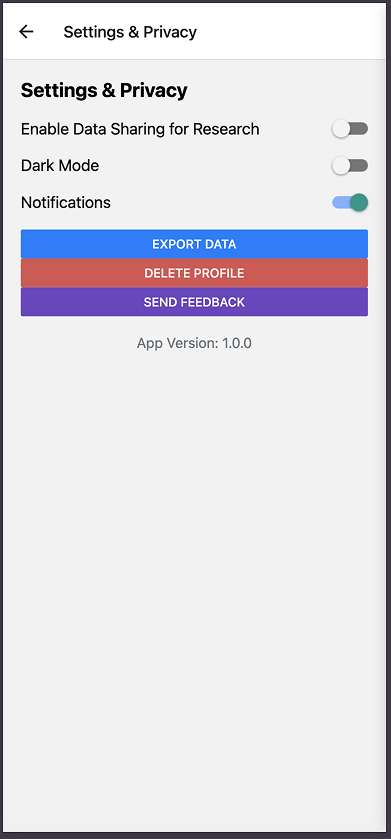 Settings & Privacy
Settings & Privacy
Enable Data Sharing for Research
Dark Mode
Notifications
EXPORT DATA
DELETE PROFILE
SEND FEEDBACK
App Version: 1.0.0